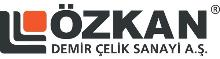 ÖZKAN®
DEMİR ÇELİK SANAYİ A.Ş.